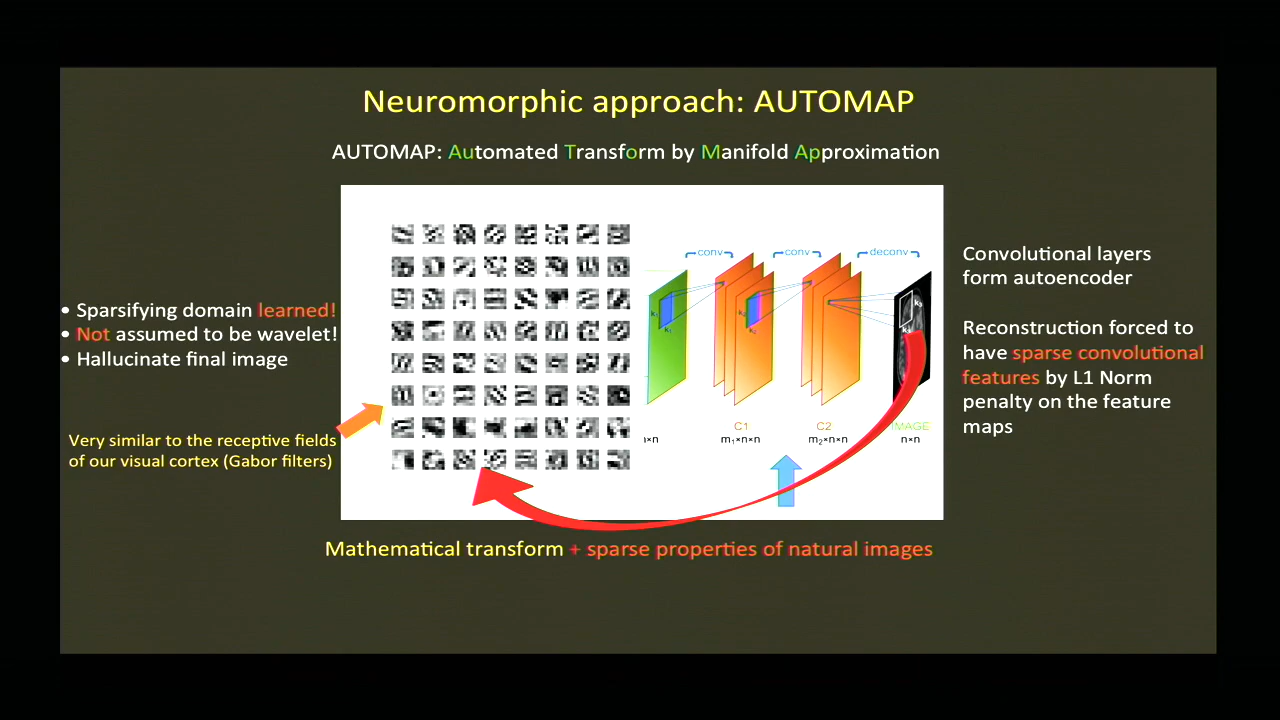 Neuromorphic approach: AUTOMAP
AUTOMAP: Automated Transform by Manifold Approximation
• Sparsifying domain learned!
• Not assumed to be wavelet!
• Hallucinate final image
Very similar to the receptive fields
of our visual cortex (Gabor filters)
conv
conv
deconv
C1
m₁×n×n
C2
m₂×n×n
IMAGE
n×n
Convolutional layers
form autoencoder
Reconstruction forced to
have sparse convolutional
features by L1 Norm
penalty on the feature
maps
Mathematical transform + sparse properties of natural images